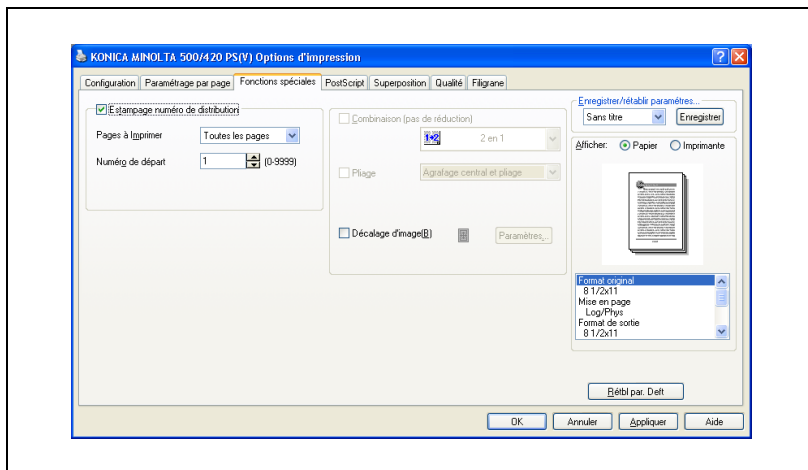 KONICA MINOLTA 500/420 PS(V) Options d'impression
Configuration Paramétrage par page Fonctions spéciales PostScript Superposition Qualité Filigrane
Estampage numéro de distribution
Pages à Imprimer Toutes les pages
Numéro de départ 1 (0-9999)
Combinaison (pas de réduction)
1+2 2 en 1
Pliage Agrafage central et pliage
Décalage d'image(B) Paramètres...
Enregistrer/rétablir paramètres...
Sans titre Enregistrer
Afficher: Papier Imprimante
Format original
8 1/2x11
Mise en page
Log/Phys
Format de sortie
8 1/2x11
Rétbl par. Deft
OK Annuler Appliquer Aide